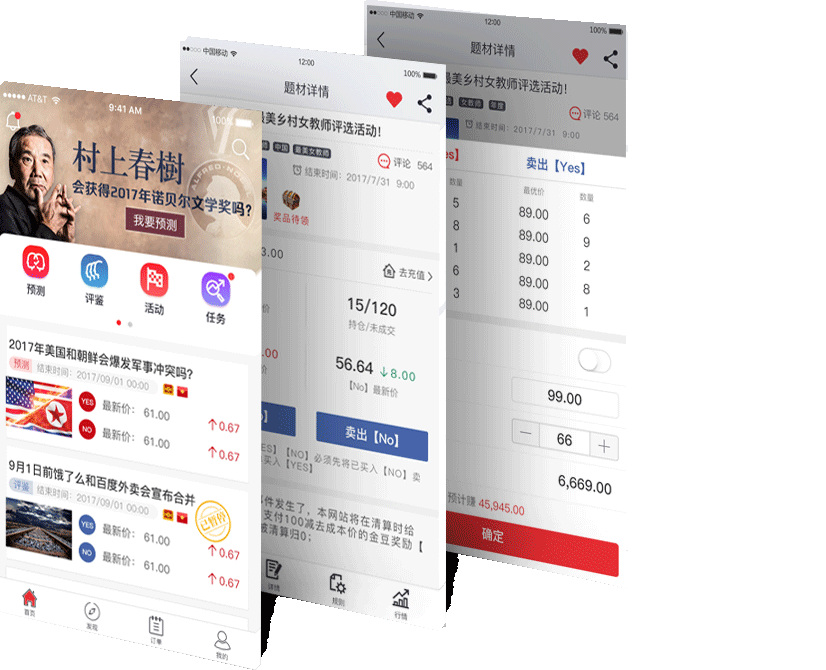 AT&T
9:41 AM
100%
村上春樹
会获得2017年诺贝尔文学奖吗?
我要预测
预测
评鉴
活动
任务
2017年美国和朝鲜会爆发军事冲突吗?
预测 结束时间: 2017/09/01 00:00
YES 最新价: 61.00 ↑0.67
NO 最新价: 61.00 ↑0.67
9月1日前饿了么和百度外卖会宣布合并
评鉴 结束时间: 2017/09/01 00:00
已暂停
YES 最新价: 61.00 ↑0.67
NO 最新价: 61.00 ↑0.67
首页
发现
订单
我的
中国移动
12:00
100%
题材详情
最美乡村女教师评选活动!
中国 最美女教师
评论 564
结束时间: 2017/7/31 9:00
奖品待领
3.00
去充值
15/120
持仓/未成交
.00
56.64 ↓8.00
【No】最新价
卖出【No】
ES】【NO】必须先将已买入【NO】卖
买入【YES】
事件发生了,本网站将在清算时给
支付100减去成本价的金豆奖励【
被清算归0;
详情
规则
行情
中国移动
12:00
100%
题材详情
最美乡村女教师评选活动!
女教师 年度
评论 564
结束时间: 2017/7/31 9:00
es】
卖出【Yes】
数量
最优价
数量
5 89.00 6
8 89.00 9
1 89.00 2
6 89.00 8
3 89.00 1
99.00
— 66 +
6,669.00
预计赚 45,945.00
确定